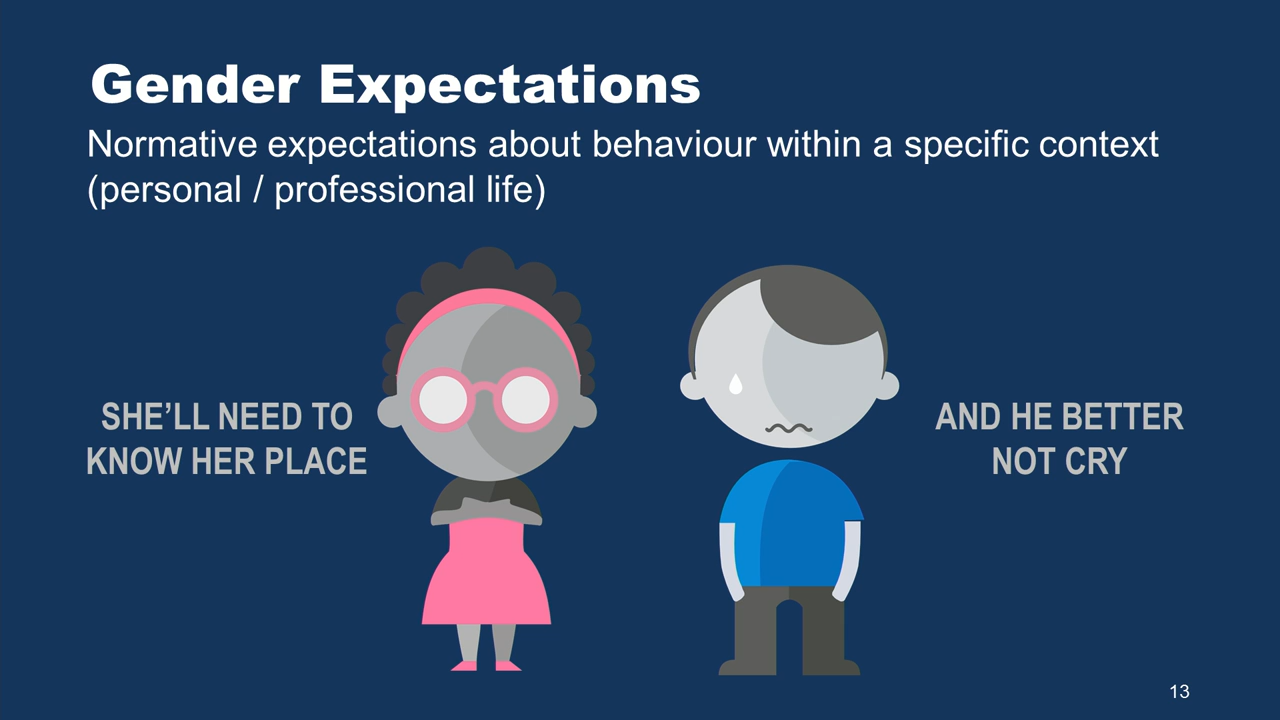 Gender Expectations
Normative expectations about behaviour within a specific context
(personal / professional life)
SHE’LL NEED TO
KNOW HER PLACE
AND HE BETTER
NOT CRY
13